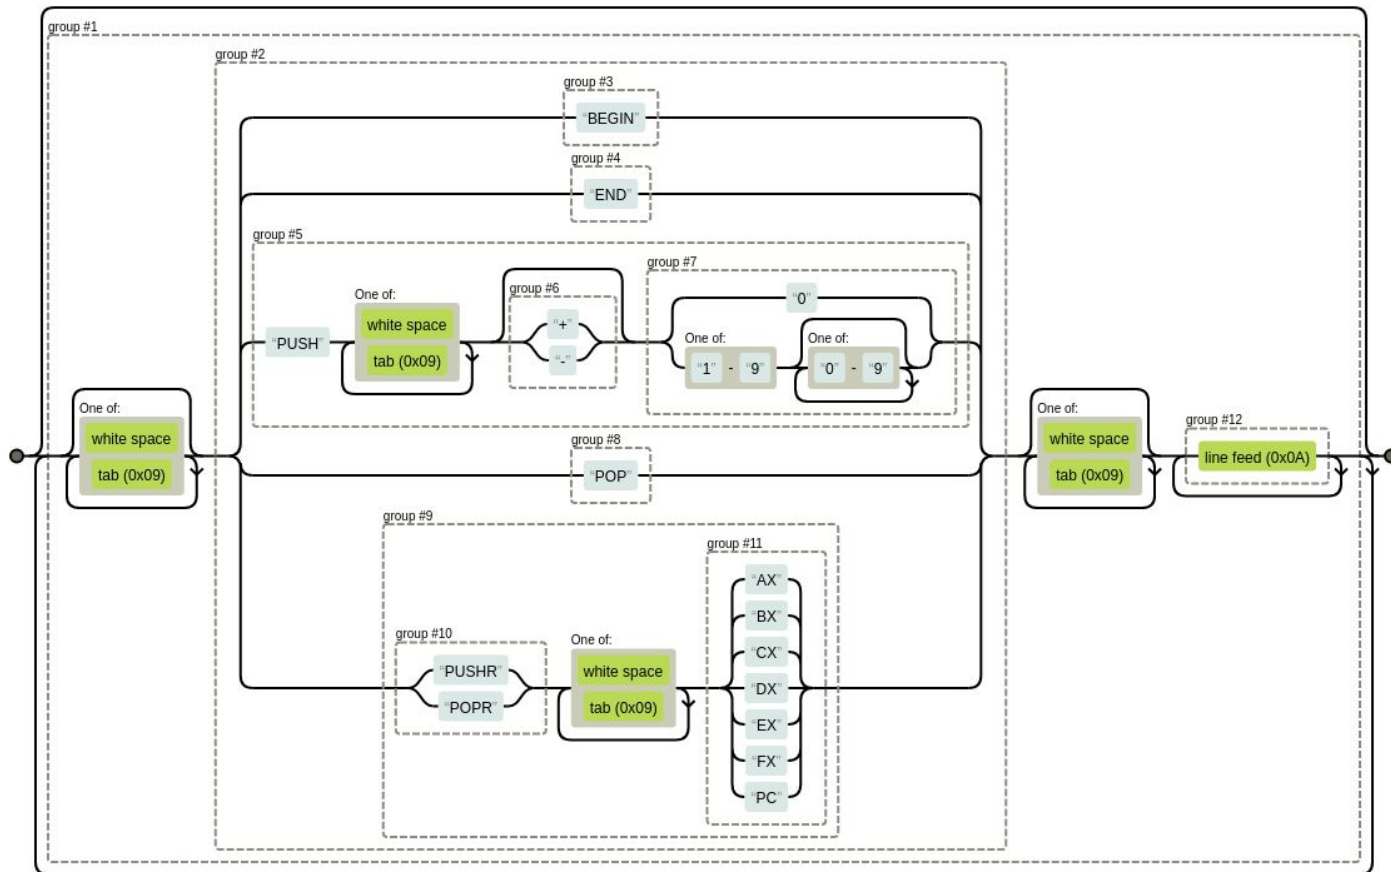 group #1
group #2
group #3
“BEGIN”
group #4
“END”
group #5
“PUSH”
One of:
white space
tab (0x09)
group #6
“+”
“-”
group #7
“0”
One of:
“1” - “9”
One of:
“0” - “9”
group #8
“POP”
group #9
group #10
“PUSHR”
“POPR”
One of:
white space
tab (0x09)
group #11
“AX”
“BX”
“CX”
“DX”
“EX”
“FX”
“PC”
One of:
white space
tab (0x09)
One of:
white space
tab (0x09)
group #12
line feed (0x0A)